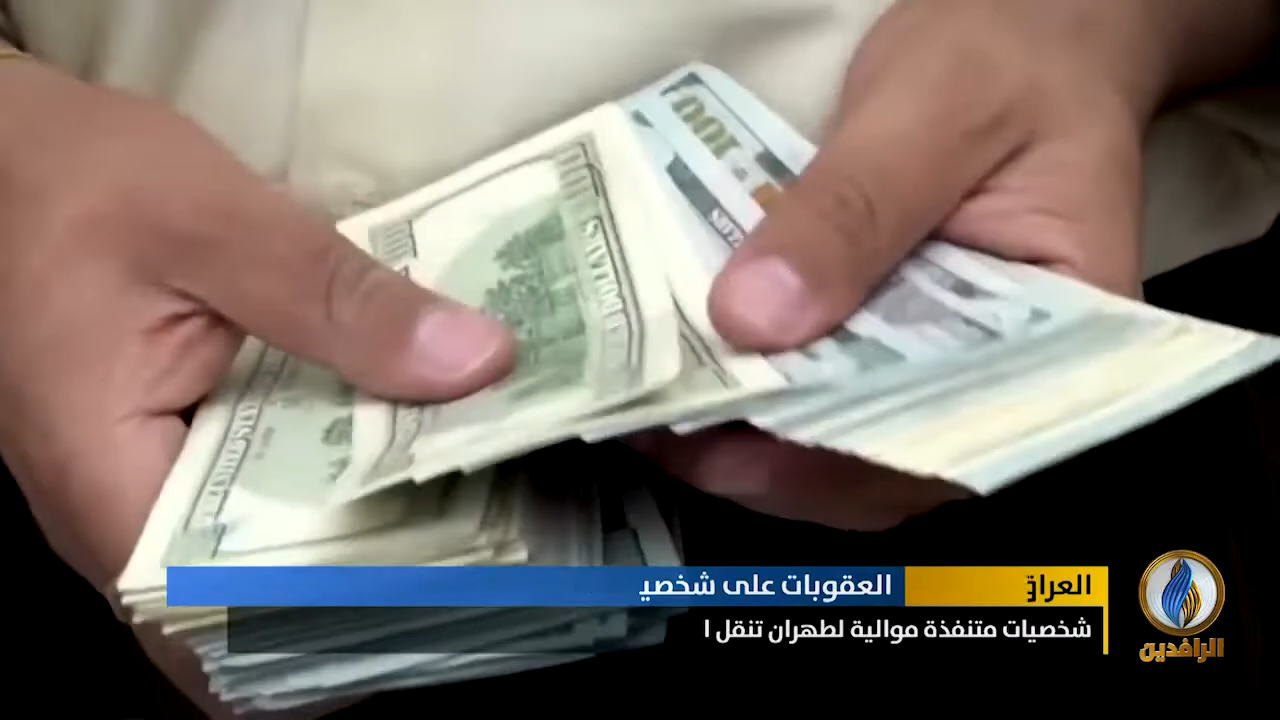 العراق
العقوبات على شخصي
شخصيات متنفذة موالية لطهران تنقل ا
الرافدين
100